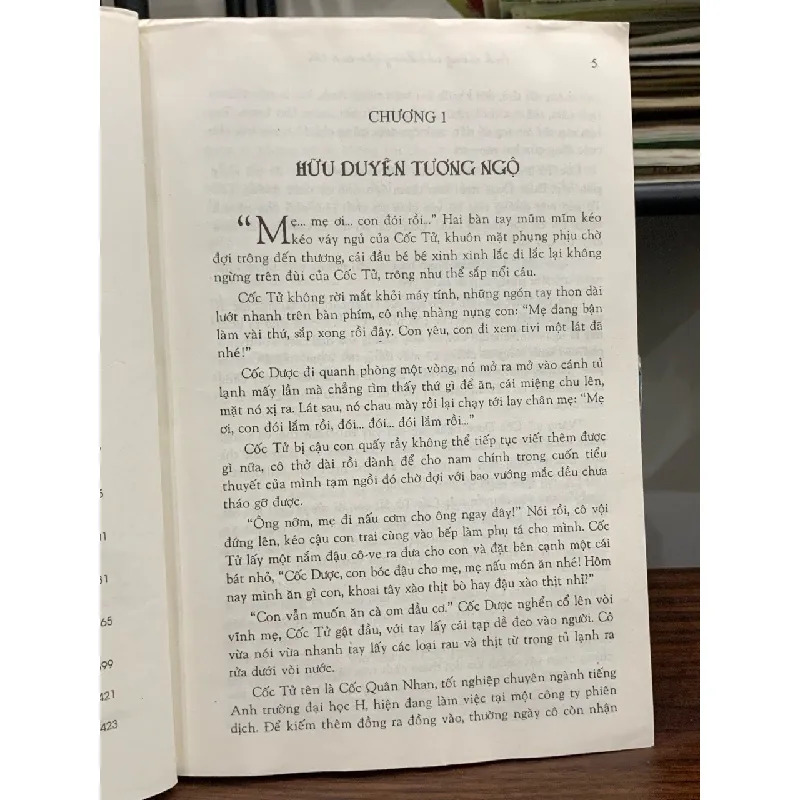 5
CHƯƠNG 1
HỮU DUYÊN TƯƠNG NGỘ
“Mẹ... mẹ ơi... con đói rồi...” Hai bàn tay mũm mĩm kéo
kéo váy ngủ của Cốc Tử, khuôn mặt phụng phịu chờ
đợi trông đến thương, cái đầu bé bé xinh xinh lắc đi lắc lại không
ngừng trên đùi của Cốc Tử, trông như thể sắp nổi cáu.
Cốc Tử không rời mắt khỏi máy tính, những ngón tay thon dài
lướt nhanh trên bàn phím, cô nhẹ nhàng nựng con: “Mẹ đang bận
làm vài thứ, sắp xong rồi đây. Con yêu, con đi xem tivi một lát đã
nhé!”
Cốc Dược đi quanh phòng một vòng, nó mở ra mở vào cánh tủ
lạnh mấy lần mà chẳng tìm thấy thứ gì để ăn, cái miệng chu lên,
mặt nó xị ra. Lát sau, nó chau mày rồi lại chạy tới lay chân mẹ: “Mẹ
ơi, con đói lắm rồi, đói... đói... đói lắm rồi...”
Cốc Tử bị cậu con quấy rầy không thể tiếp tục viết thêm được
gì nữa, cô thở dài rồi đành để cho nam chính trong cuốn tiểu
thuyết của mình tạm ngồi đó chờ đợi với bao vướng mắc đều chưa
tháo gỡ được.
“Ông nỡm, mẹ đi nấu cơm cho ông ngay đây!” Nói rồi, cô vội
đứng lên, kéo cậu con trai cùng vào bếp làm phụ tá cho mình. Cốc
Tử lấy một nắm đậu cô-ve ra đưa cho con và đặt bên cạnh một cái
bát nhỏ, “Cốc Dược, con bóc đậu cho mẹ, mẹ nấu món ăn nhé! Hôm
nay mình ăn gì con, khoai tây xào thịt bò hay đậu xào thịt nhỉ?”
“Con vẫn muốn ăn cà om đầu cơ.” Cốc Dược nghển cổ lên vòi
vĩnh mẹ, Cốc Tử gật đầu, với tay lấy cái tạp dề đeo vào người. Cô
vừa nói vừa nhanh tay lấy các loại rau và thịt từ trong tủ lạnh ra
rửa dưới vòi nước.
Cốc Tử tên là Cốc Quân Nhan, tốt nghiệp chuyên ngành tiếng
Anh trường đại học H, hiện đang làm việc tại một công ty phiên
dịch. Để kiếm thêm đồng ra đồng vào, thường ngày cô còn nhận
421
423